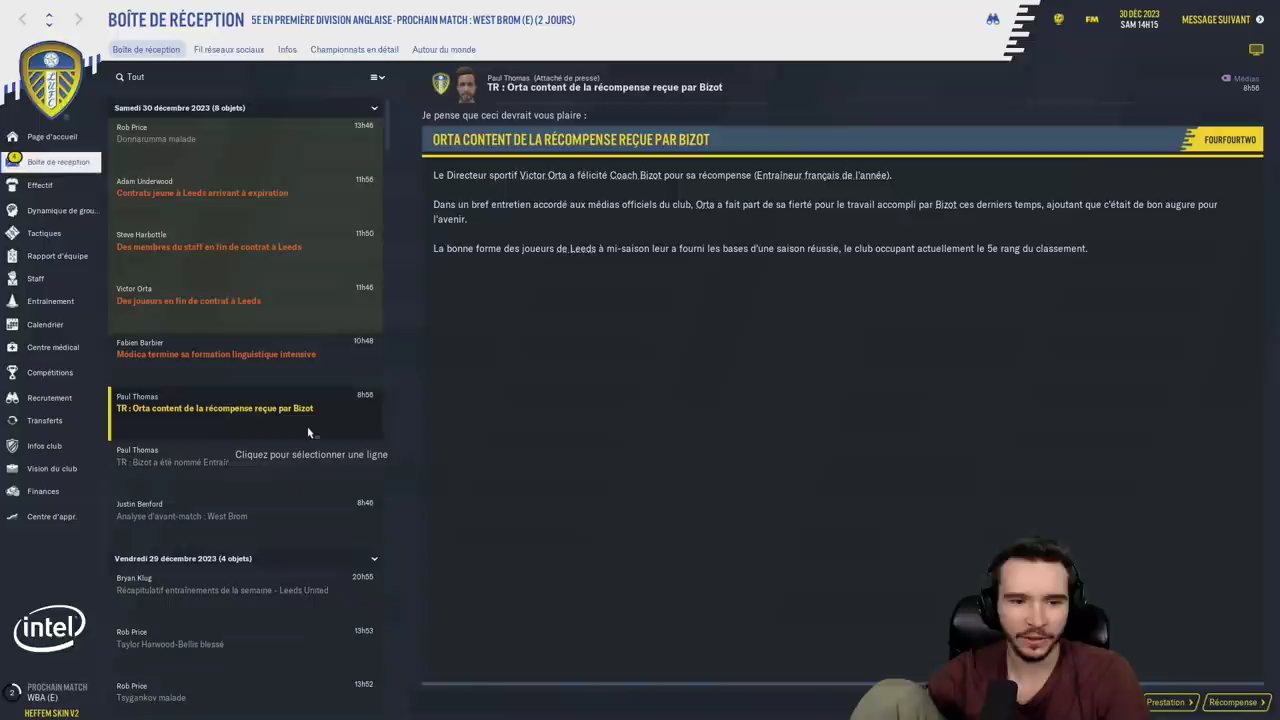 BOÎTE DE RÉCEPTION
5E EN PREMIÈRE DIVISION ANGLAISE - PROCHAIN MATCH : WEST BROM (E) (2 JOURS)
FM
30 DÉC 2023
SAM 14H15
MESSAGE SUIVANT
Boîte de réception
Fil réseaux sociaux
Infos
Championnats en détail
Autour du monde
LUFC
Page d'accueil
Boîte de réception
Effectif
Dynamique de grou...
Tactiques
Rapport d'équipe
Staff
Entraînement
Calendrier
Centre médical
Compétitions
Recrutement
Transferts
Infos club
Vision du club
Finances
Centre d'appr.
intel
2
PROCHAIN MATCH
WBA (E)
HEFFEM SKIN V2
Tout
Samedi 30 décembre 2023 (8 objets)
Rob Price 13h46
Donnarumma malade
Adam Underwood 11h56
Contrats jeune à Leeds arrivant à expiration
Steve Harbottle 11h50
Des membres du staff en fin de contrat à Leeds
Victor Orta 11h46
Des joueurs en fin de contrat à Leeds
Fabien Barbier 10h48
Módica termine sa formation linguistique intensive
Paul Thomas 8h56
TR : Orta content de la récompense reçue par Bizot
Paul Thomas
TR : Bizot a été nommé Entraîn
Cliquez pour sélectionner une ligne
Justin Benford 8h46
Analyse d'avant-match : West Brom
Vendredi 29 décembre 2023 (4 objets)
Bryan Klug 20h55
Récapitulatif entraînements de la semaine - Leeds United
Rob Price 13h53
Taylor Harwood-Bellis blessé
Rob Price 13h52
Tsygankov malade
Paul Thomas (Attaché de presse)
TR : Orta content de la récompense reçue par Bizot
Médias
8h56
Je pense que ceci devrait vous plaire :
ORTA CONTENT DE LA RÉCOMPENSE REÇUE PAR BIZOT
FOURFOURTWO
Le Directeur sportif Victor Orta a félicité Coach Bizot pour sa récompense (Entraîneur français de l'année).
Dans un bref entretien accordé aux médias officiels du club, Orta a fait part de sa fierté pour le travail accompli par Bizot ces derniers temps, ajoutant que c'était de bon augure pour
l'avenir.
La bonne forme des joueurs de Leeds à mi-saison leur a fourni les bases d'une saison réussie, le club occupant actuellement le 5e rang du classement.
Prestation
Récompense